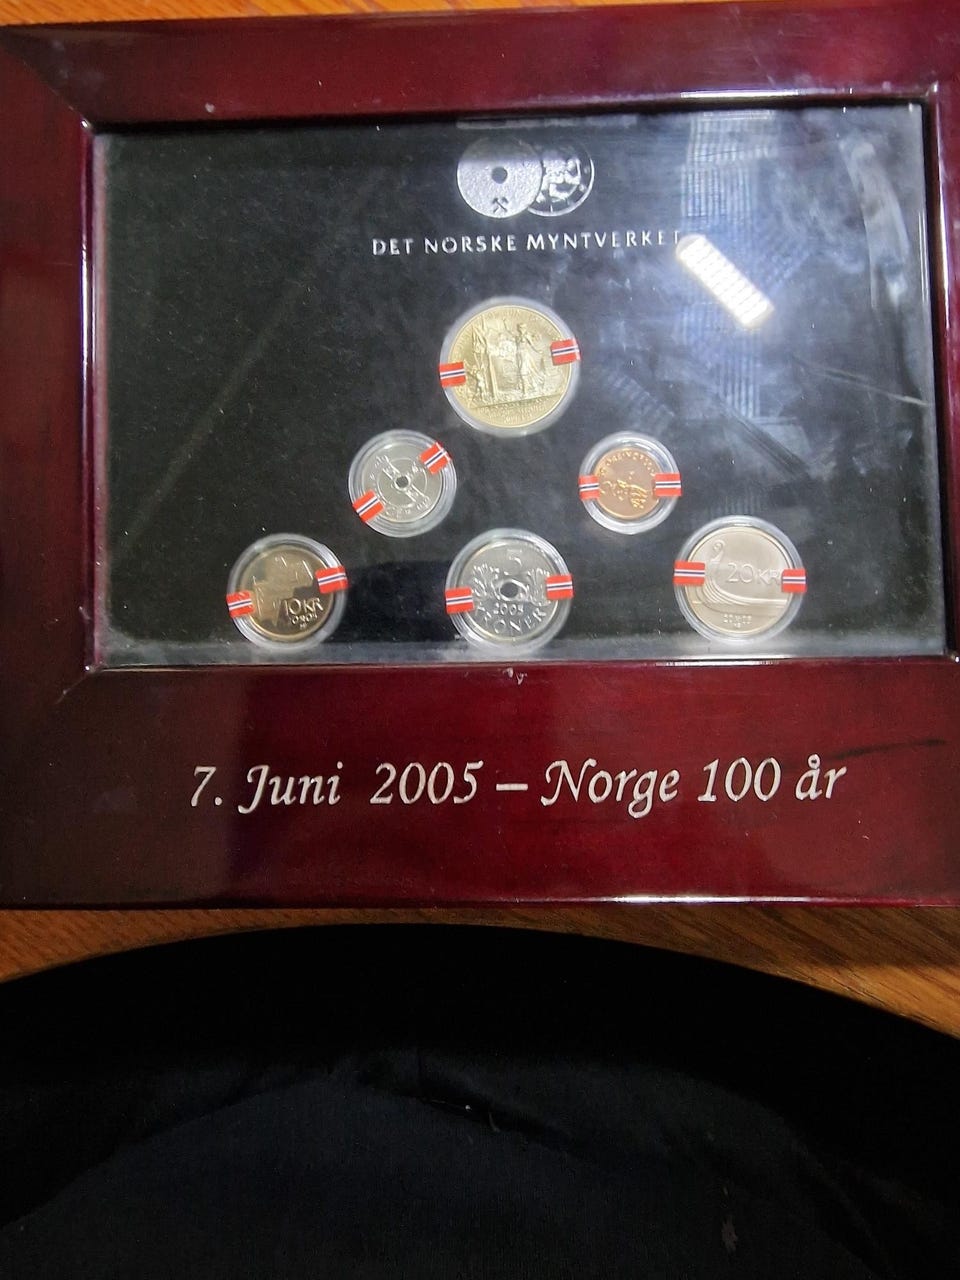 DET NORSKE MYNTVERKET
10 KR
5
2005
KRONER
20 KR
7. Juni 2005 – Norge 100 år